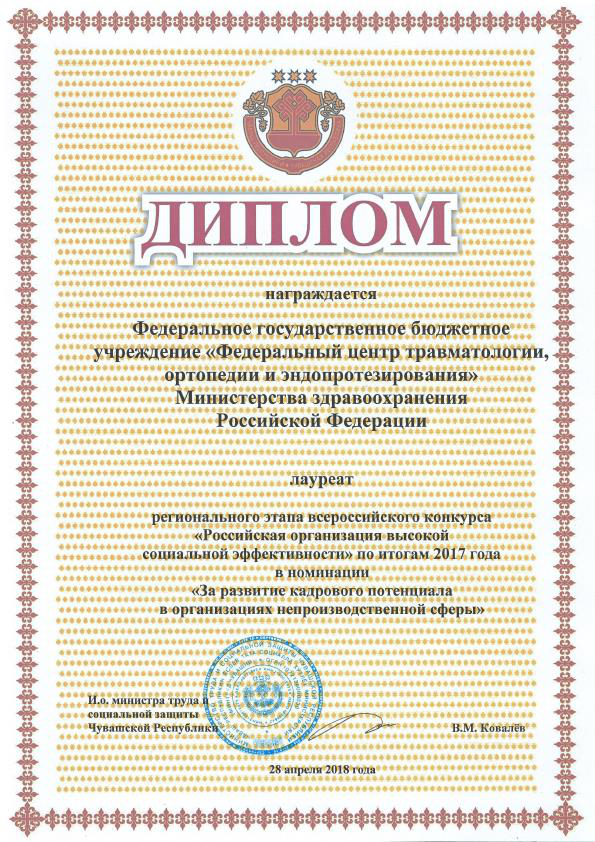 ДИПЛОМ
награждается
Федеральное государственное бюджетное
учреждение «Федеральный центр травматологии,
ортопедии и эндопротезирования»
Министерства здравоохранения
Российской Федерации
лауреат
регионального этапа всероссийского конкурса
«Российская организация высокой
социальной эффективности» по итогам 2017 года
в номинации
«За развитие кадрового потенциала
в организациях непроизводственной сферы»
И.о. министра труда и
социальной защиты
Чувашской Республики
В.М. Ковалёв
28 апреля 2018 года